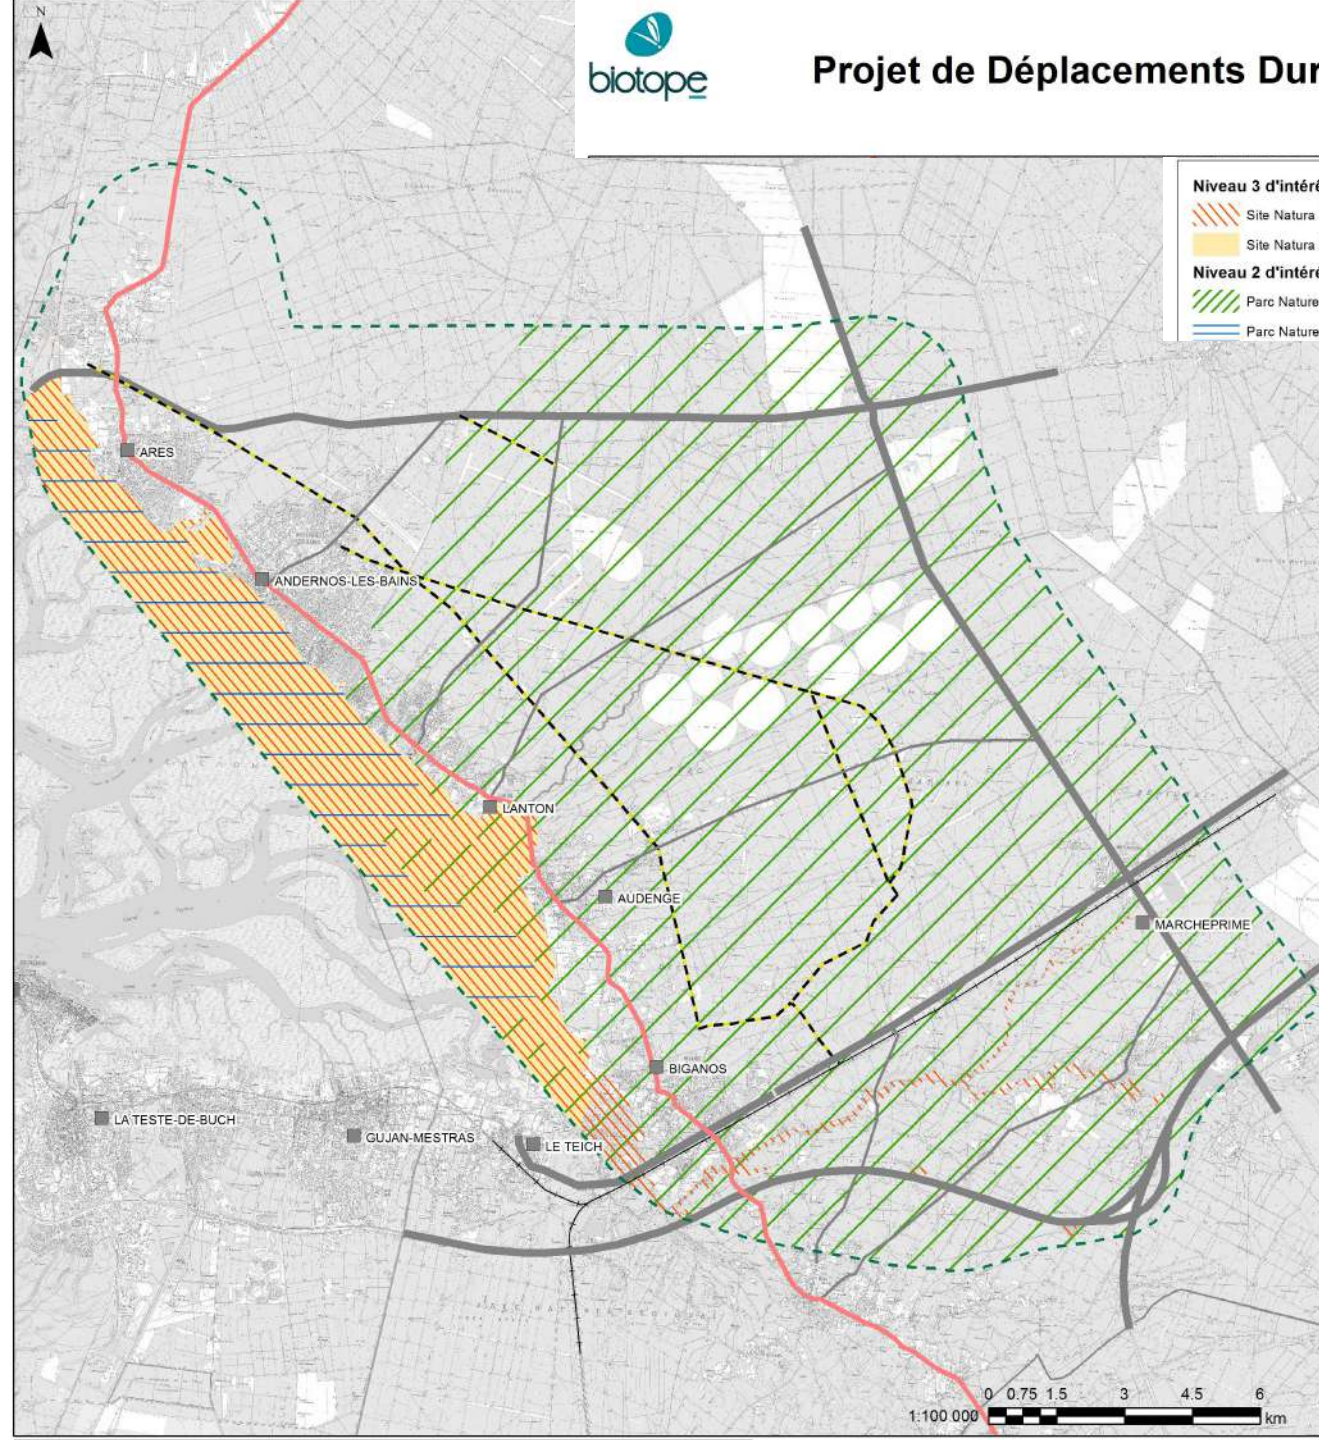 N
biotope
Projet de Déplacements Dur
Niveau 3 d'intéré
Site Natura
Site Natura
Niveau 2 d'intéré
Parc Nature
Parc Nature
ARES
ANDERNOS-LES-BAINS
LANTON
AUDENGE
MARCHEPRIME
BIGANOS
LA TESTE-DE-BUCH
GUJAN-MESTRAS
LE TEICH
0 0.75 1.5 3 4.5 6
1:100 000 km